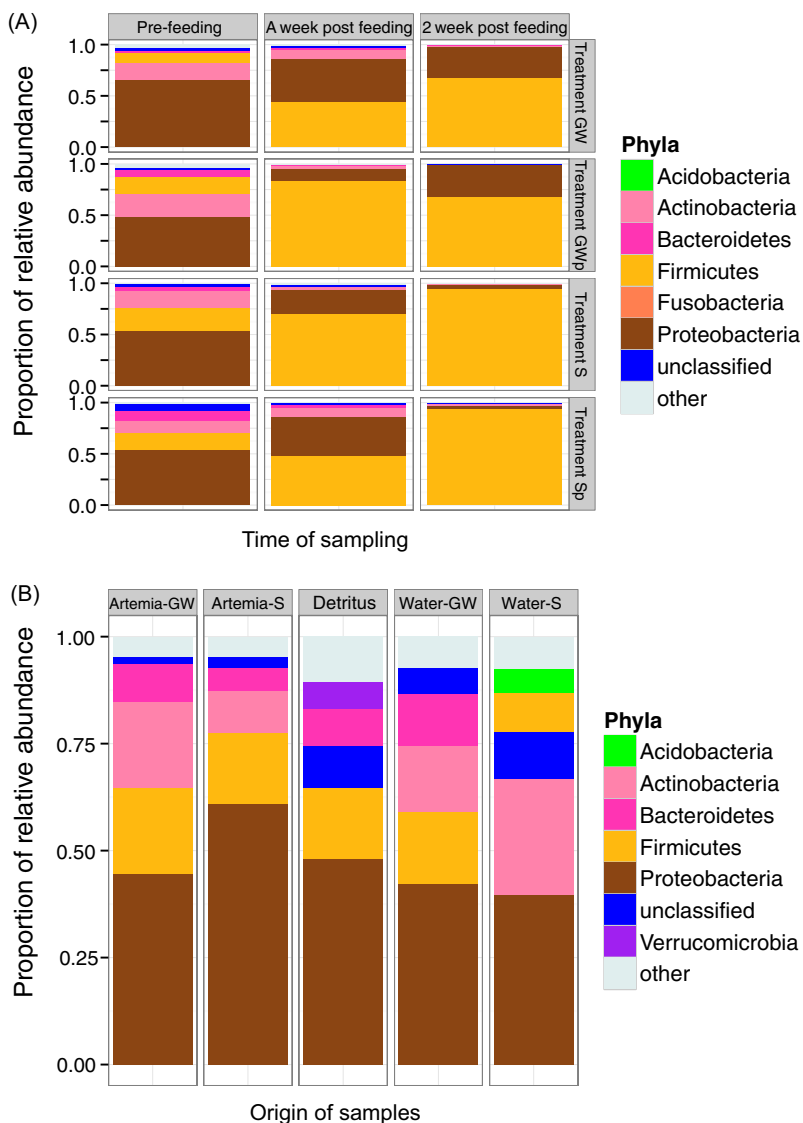 (A)
Pre-feeding
A week post feeding
2 week post feeding
Proportion of relative abundance
1.0
0.5
0.0
Treatment GW
1.0
0.5
0.0
Treatment GWp
1.0
0.5
0.0
Treatment S
1.0
0.5
0.0
Treatment Sp
Time of sampling
Phyla
Acidobacteria
Actinobacteria
Bacteroidetes
Firmicutes
Fusobacteria
Proteobacteria
unclassified
other
(B)
Artemia-GW
Artemia-S
Detritus
Water-GW
Water-S
Proportion of relative abundance
1.00
0.75
0.50
0.25
0.00
Origin of samples
Phyla
Acidobacteria
Actinobacteria
Bacteroidetes
Firmicutes
Proteobacteria
unclassified
Verrucomicrobia
other